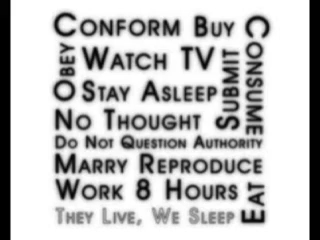 Conform Buy
Consume
Obey
Watch TV
Submit
Stay Asleep
No Thought
Do Not Question Authority
Marry Reproduce
Work 8 Hours
Eat
They Live, We Sleep